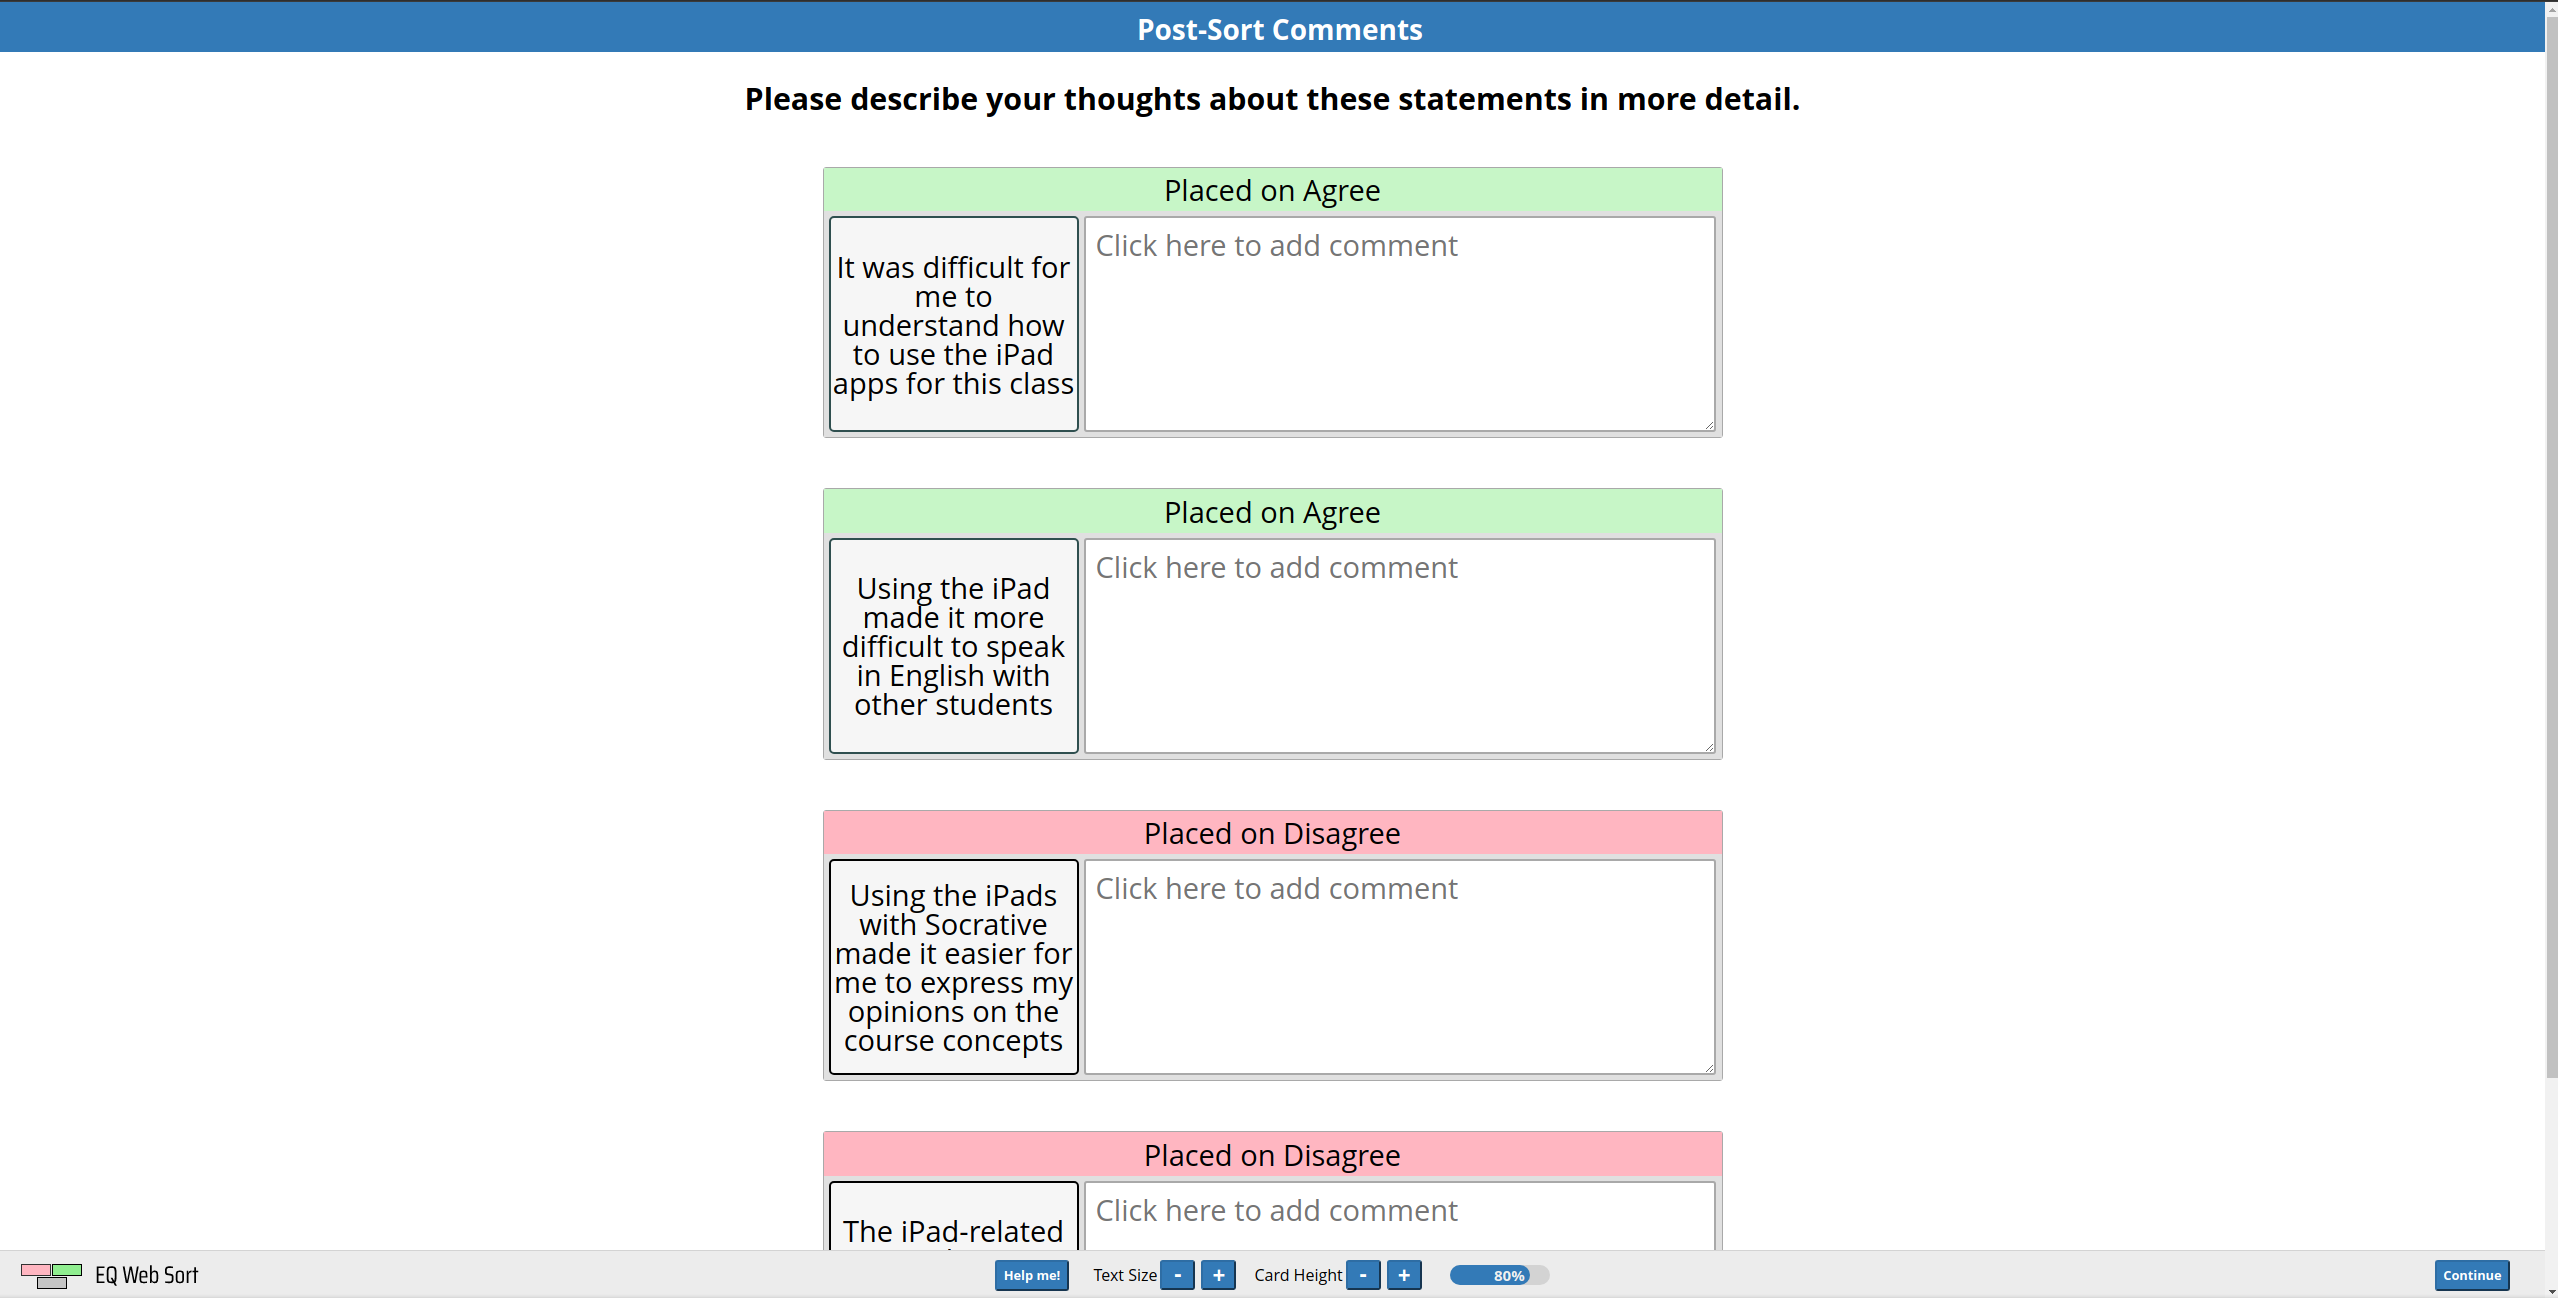 Post-Sort Comments
Please describe your thoughts about these statements in more detail.
Placed on Agree
It was difficult for
me to
understand how
to use the iPad
apps for this class
Click here to add comment
Placed on Agree
Using the iPad
made it more
difficult to speak
in English with
other students
Click here to add comment
Placed on Disagree
Using the iPads
with Socrative
made it easier for
me to express my
opinions on the
course concepts
Click here to add comment
Placed on Disagree
The iPad-related
Click here to add comment
EQ Web Sort
Help me!
Text Size - +
Card Height - +
80%
Continue